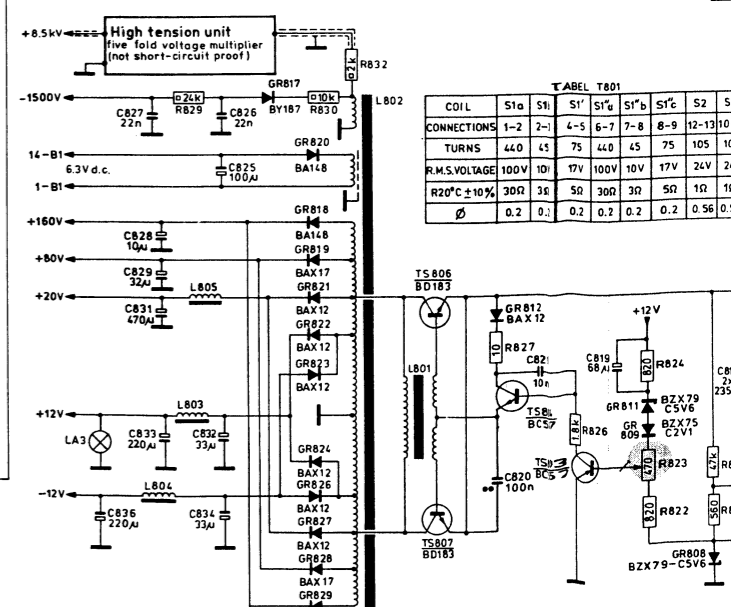 +8.5kV
High tension unit
five fold voltage multiplier
(not short-circuit proof)
2k
R832
-1500V
24k
R829
C827
22n
C826
22n
GR817
BY187
10k
R830
L802
14-B1
6.3V d.c.
1-B1
C825
100µ
GR820
BA148
+160V
C828
10µ
GR818
BA148
+80V
C829
32µ
GR819
BAX17
+20V
C831
470µ
L805
GR821
BAX12
GR822
BAX12
GR823
BAX12
+12V
L803
LA3
C833
220µ
C832
33µ
GR824
BAX12
-12V
L804
C836
220µ
C834
33µ
GR826
BAX12
GR827
BAX12
GR828
BAX17
GR829
TABEL T801
COIL S1a S1' S1"a S1"b S1"c S2
CONNECTIONS 1-2 4-5 6-7 7-8 8-9 12-13
TURNS 440 45 75 440 45 75 105
R.M.S.VOLTAGE 100V 17V 100V 10V 17V 24V
R20°C ±10% 30Ω 3Ω 5Ω 30Ω 3Ω 5Ω 1Ω
Ø 0.2 0.2 0.2 0.2 0.2 0.56
TS806
BD183
L801
TS807
BD183
GR812
BAX12
10
R827
10n
1.8k
R826
C820
100n
+12V
C819
68µ
820
R824
GR811
BZX79
C5V6
GR
809
BZX75
C2V1
470
R823
820
R822
47k
560
GR808
BZX79-C5V6